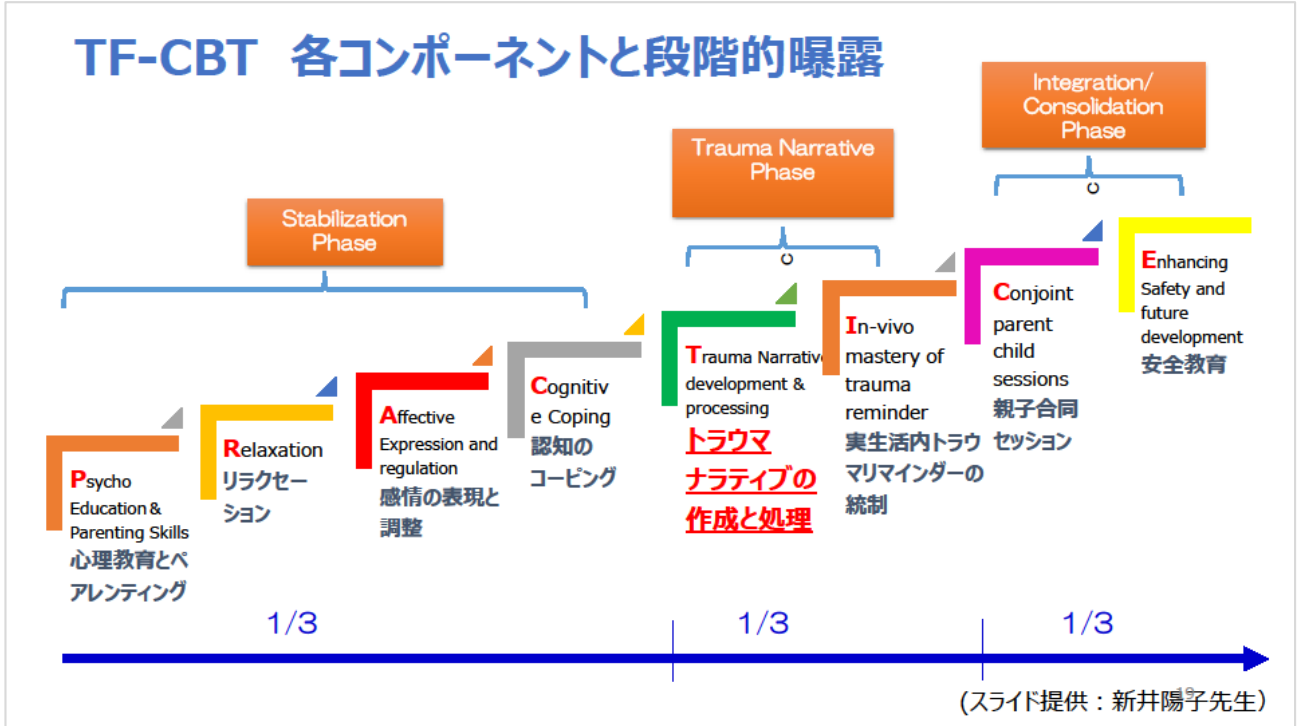 TF-CBT 各コンポーネントと段階的曝露
Stabilization
Phase
Trauma Narrative
Phase
Integration/
Consolidation
Phase
C
C
Psycho
Education &
Parenting Skills
心理教育とペ
アレンティング
Relaxation
リラクセー
ション
Affective
Expression and
regulation
感情の表現と
調整
Cognitiv
e Coping
認知の
コーピング
Trauma Narrative
development &
processing
トラウマ
ナラティブの
作成と処理
In-vivo
mastery of
trauma
reminder
実生活内トラウ
マリマインダーの
統制
Conjoint
parent
child
sessions
親子合同
セッション
Enhancing
Safety and
future
development
安全教育
1/3
1/3
1/3
19
(スライド提供：新井陽子先生）